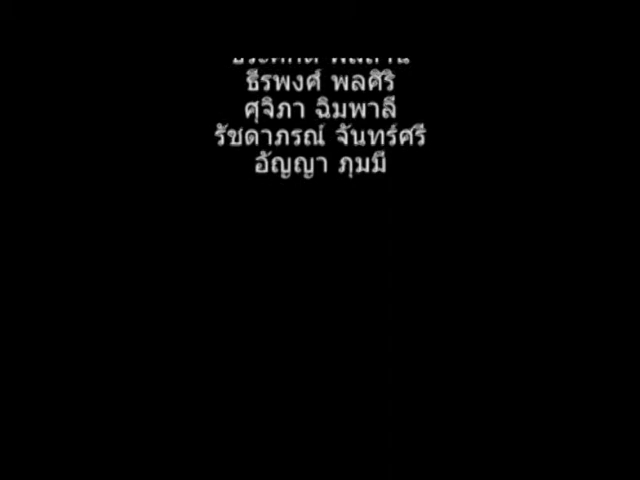 ธีรพงศ์ พลศิริ
ศุจิภา ฉิมพาลี
รัชดาภรณ์ จันทร์ศรี
อัญญา ภุมมี